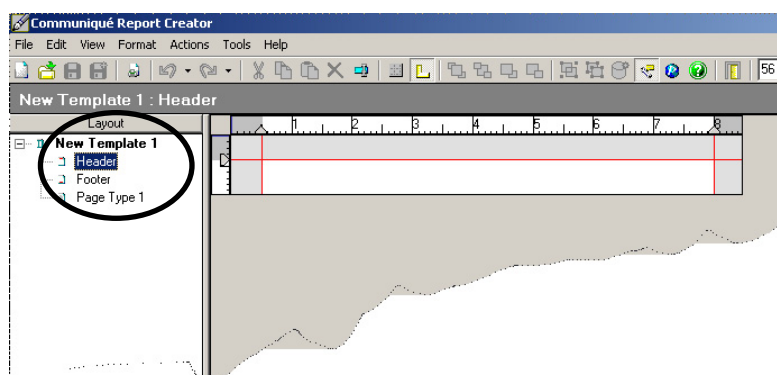 Communiqué Report Creator
File Edit View Format Actions Tools Help
56
New Template 1 : Header
Layout
1 2 3 4 5 6 7 8
New Template 1
Header
Footer
Page Type 1